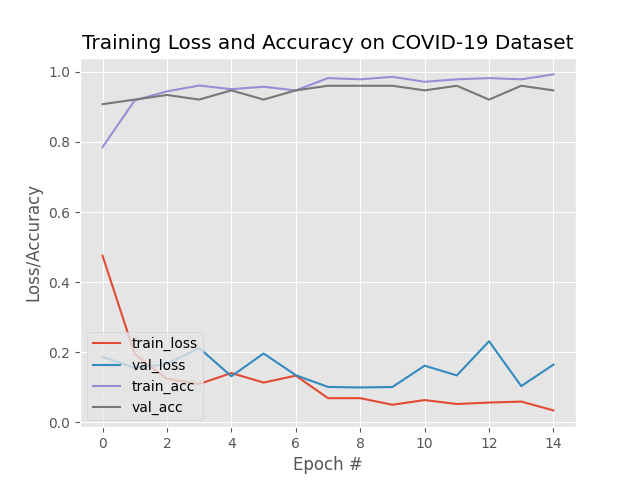 Training Loss and Accuracy on COVID-19 Dataset
1.0
0.8
0.6
0.4
0.2
0.0
Loss/Accuracy
train_loss
val_loss
train_acc
val_acc
0 2 4 6 8 10 12 14
Epoch #